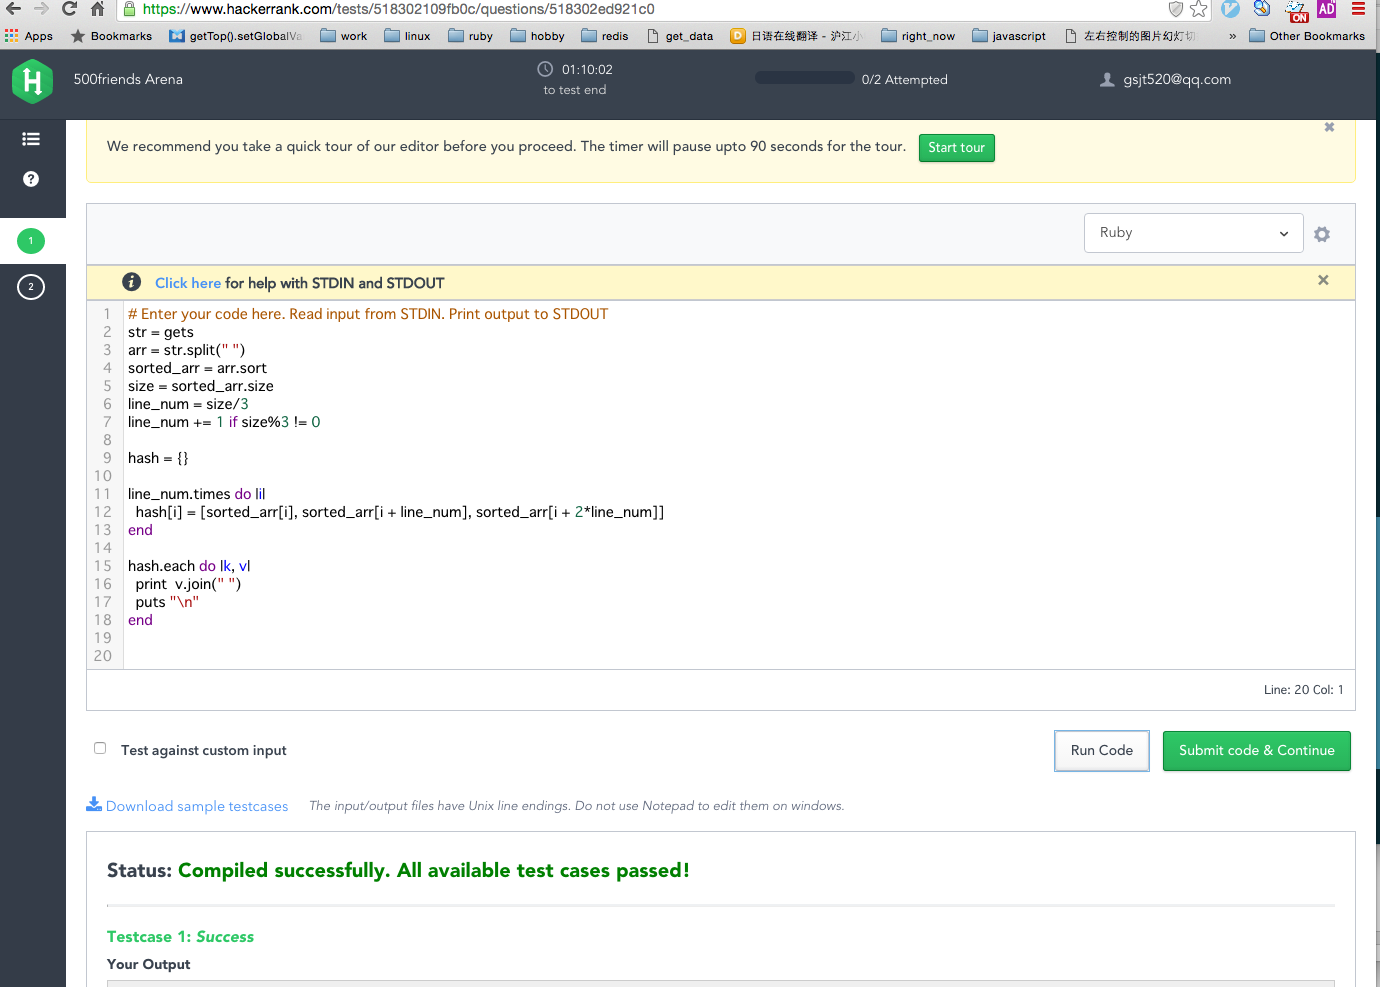 https://www.hackerrank.com/tests/518302109fb0c/questions/518302ed921c0
ON
AD
Apps
Bookmarks
getTop().setGlobalVa
work
linux
ruby
hobby
redis
get_data
日语在线翻译 - 沪江小
right_now
javascript
左右控制的图片幻灯切
»
Other Bookmarks
500friends Arena
01:10:02
to test end
0/2 Attempted
gsjt520@qq.com
We recommend you take a quick tour of our editor before you proceed. The timer will pause upto 90 seconds for the tour.
Start tour
1
2
Ruby
Click here for help with STDIN and STDOUT
1 # Enter your code here. Read input from STDIN. Print output to STDOUT
2 str = gets
3 arr = str.split(" ")
4 sorted_arr = arr.sort
5 size = sorted_arr.size
6 line_num = size/3
7 line_num += 1 if size%3 != 0
8
9 hash = {}
10
11 line_num.times do |i|
12 hash[i] = [sorted_arr[i], sorted_arr[i + line_num], sorted_arr[i + 2*line_num]]
13 end
14
15 hash.each do |k, v|
16 print  v.join(" ")
17 puts "\n"
18 end
19
20
Line: 20 Col: 1
Test against custom input
Run Code
Submit code & Continue
Download sample testcases
The input/output files have Unix line endings. Do not use Notepad to edit them on windows.
Status: Compiled successfully. All available test cases passed!
Testcase 1: Success
Your Output